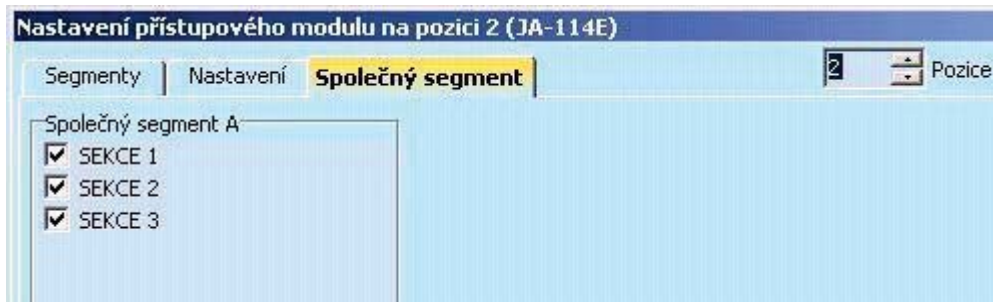 Nastavení přístupového modulu na pozici 2 (JA-114E)
Segmenty Nastavení Společný segment 2 Pozice
Společný segment A
SEKCE 1
SEKCE 2
SEKCE 3